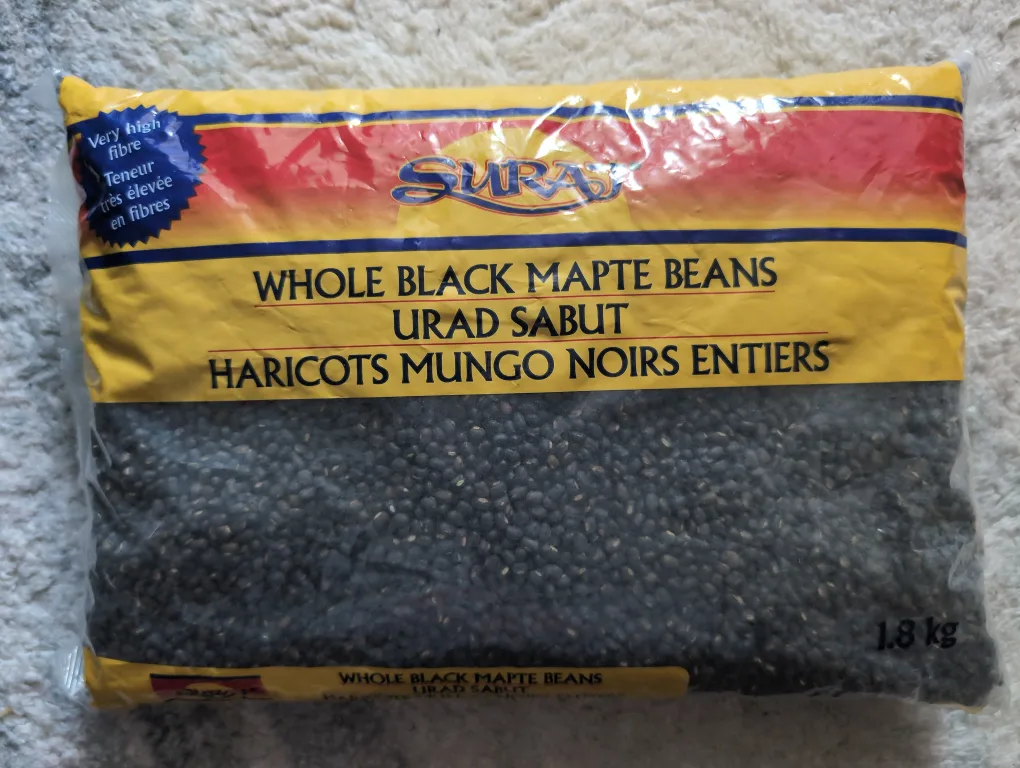 Very high
fibre
Teneur
très élevée
en fibres
SURAJ
WHOLE BLACK MAPTE BEANS
URAD SABUT
HARICOTS MUNGO NOIRS ENTIERS
1.8 kg
WHOLE BLACK MAPTE BEANS
URAD SABUT